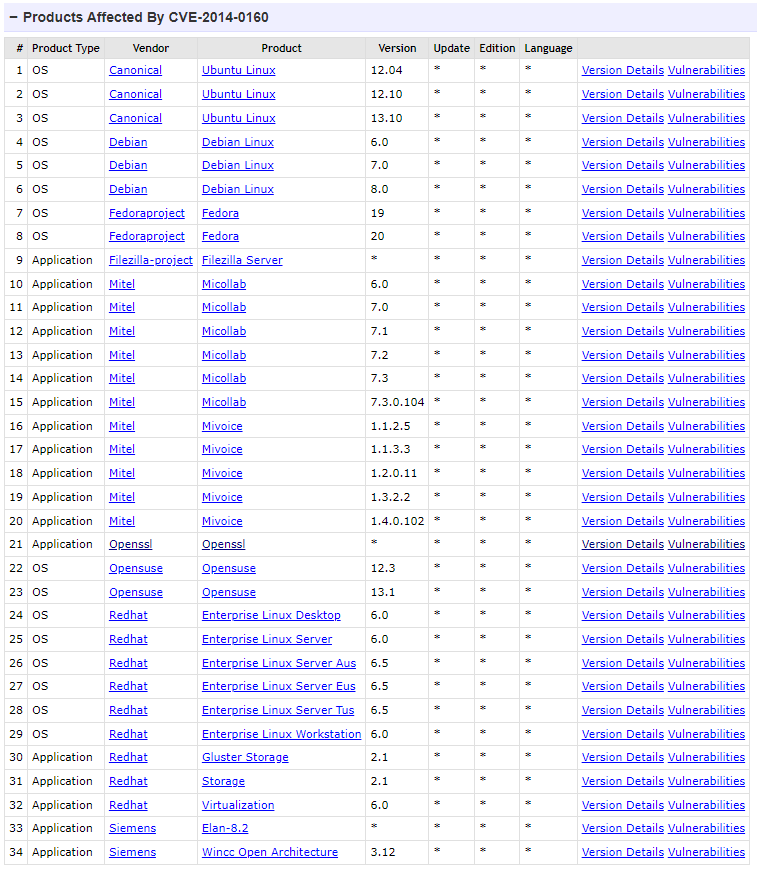 − Products Affected By CVE-2014-0160
# Product Type Vendor Product Version Update Edition Language
1 OS Canonical Ubuntu Linux 12.04 * * * Version Details Vulnerabilities
2 OS Canonical Ubuntu Linux 12.10 * * * Version Details Vulnerabilities
3 OS Canonical Ubuntu Linux 13.10 * * * Version Details Vulnerabilities
4 OS Debian Debian Linux 6.0 * * * Version Details Vulnerabilities
5 OS Debian Debian Linux 7.0 * * * Version Details Vulnerabilities
6 OS Debian Debian Linux 8.0 * * * Version Details Vulnerabilities
7 OS Fedoraproject Fedora 19 * * * Version Details Vulnerabilities
8 OS Fedoraproject Fedora 20 * * * Version Details Vulnerabilities
9 Application Filezilla-project Filezilla Server * * * * Version Details Vulnerabilities
10 Application Mitel Micollab 6.0 * * * Version Details Vulnerabilities
11 Application Mitel Micollab 7.0 * * * Version Details Vulnerabilities
12 Application Mitel Micollab 7.1 * * * Version Details Vulnerabilities
13 Application Mitel Micollab 7.2 * * * Version Details Vulnerabilities
14 Application Mitel Micollab 7.3 * * * Version Details Vulnerabilities
15 Application Mitel Micollab 7.3.0.104 * * * Version Details Vulnerabilities
16 Application Mitel Mivoice 1.1.2.5 * * * Version Details Vulnerabilities
17 Application Mitel Mivoice 1.1.3.3 * * * Version Details Vulnerabilities
18 Application Mitel Mivoice 1.2.0.11 * * * Version Details Vulnerabilities
19 Application Mitel Mivoice 1.3.2.2 * * * Version Details Vulnerabilities
20 Application Mitel Mivoice 1.4.0.102 * * * Version Details Vulnerabilities
21 Application Openssl Openssl * * * * Version Details Vulnerabilities
22 OS Opensuse Opensuse 12.3 * * * Version Details Vulnerabilities
23 OS Opensuse Opensuse 13.1 * * * Version Details Vulnerabilities
24 OS Redhat Enterprise Linux Desktop 6.0 * * * Version Details Vulnerabilities
25 OS Redhat Enterprise Linux Server 6.0 * * * Version Details Vulnerabilities
26 OS Redhat Enterprise Linux Server Aus 6.5 * * * Version Details Vulnerabilities
27 OS Redhat Enterprise Linux Server Eus 6.5 * * * Version Details Vulnerabilities
28 OS Redhat Enterprise Linux Server Tus 6.5 * * * Version Details Vulnerabilities
29 OS Redhat Enterprise Linux Workstation 6.0 * * * Version Details Vulnerabilities
30 Application Redhat Gluster Storage 2.1 * * * Version Details Vulnerabilities
31 Application Redhat Storage 2.1 * * * Version Details Vulnerabilities
32 Application Redhat Virtualization 6.0 * * * Version Details Vulnerabilities
33 Application Siemens Elan-8.2 * * * * Version Details Vulnerabilities
34 Application Siemens Wincc Open Architecture 3.12 * * * Version Details Vulnerabilities